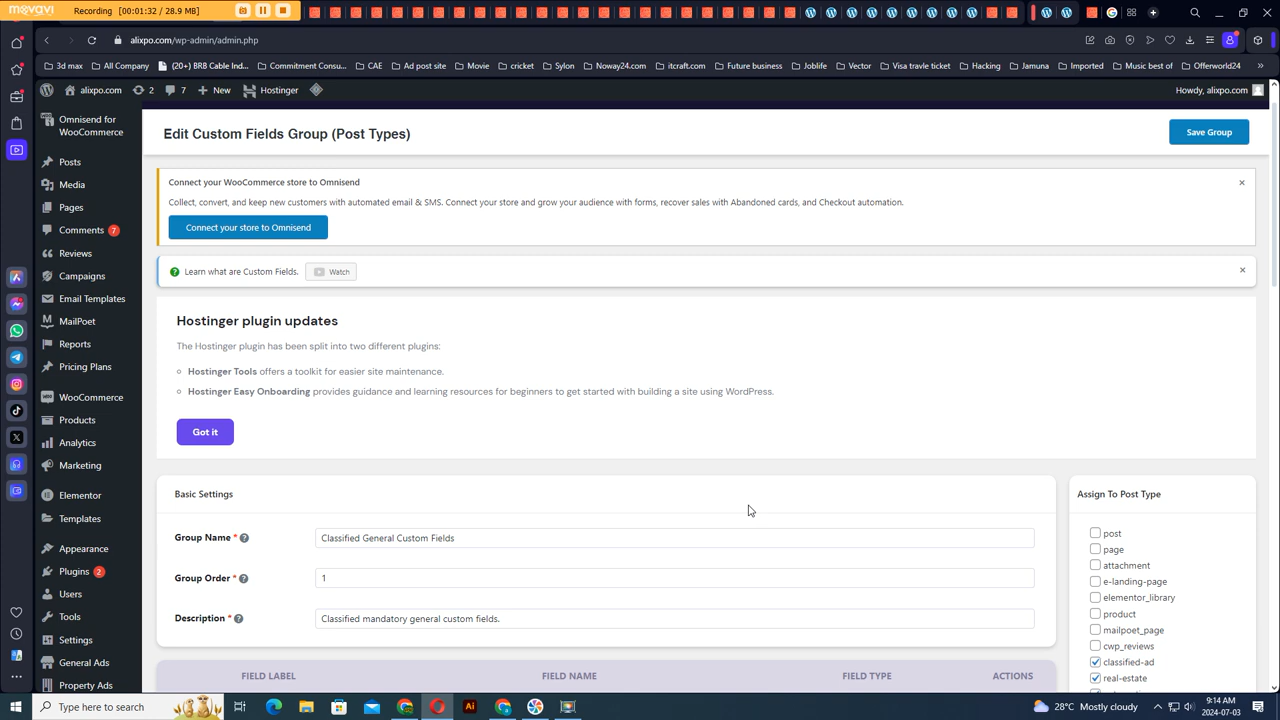 movavi
Recording <00:01:32 / 28.9 MB>
alixpo.com/wp-admin/admin.php
3d max
All Company
(20+) BRB Cable Ind...
Commitment Consu...
CAE
Ad post site
Movie
cricket
Sylon
Noway24.com
itcraft.com
Future business
Joblife
Vector
Visa travle ticket
Hacking
Jamuna
Imported
Music best of
Offerworld24
»
alixpo.com
2
7
New
Hostinger
Howdy, alixpo.com
Omnisend for
WooCommerce
Posts
Media
Pages
Comments 7
Reviews
Campaigns
Email Templates
MailPoet
Reports
Pricing Plans
WooCommerce
Products
Analytics
Marketing
Elementor
Templates
Appearance
Plugins 2
Users
Tools
Settings
General Ads
Property Ads
Edit Custom Fields Group (Post Types)
Save Group
Connect your WooCommerce store to Omnisend
Collect, convert, and keep new customers with automated email & SMS. Connect your store and grow your audience with forms, recover sales with Abandoned cards, and Checkout automation.
Connect your store to Omnisend
Learn what are Custom Fields. Watch
Hostinger plugin updates
The Hostinger plugin has been split into two different plugins:
Hostinger Tools offers a toolkit for easier site maintenance.
Hostinger Easy Onboarding provides guidance and learning resources for beginners to get started with building a site using WordPress.
Got it
Basic Settings
Group Name * Classified General Custom Fields
Group Order * 1
Description * Classified mandatory general custom fields.
FIELD LABEL FIELD NAME FIELD TYPE ACTIONS
Assign To Post Type
post
page
attachment
e-landing-page
elementor_library
product
mailpoet_page
cwp_reviews
classified-ad
real-estate
Type here to search
28°C Mostly cloudy
9:14 AM
2024-07-03